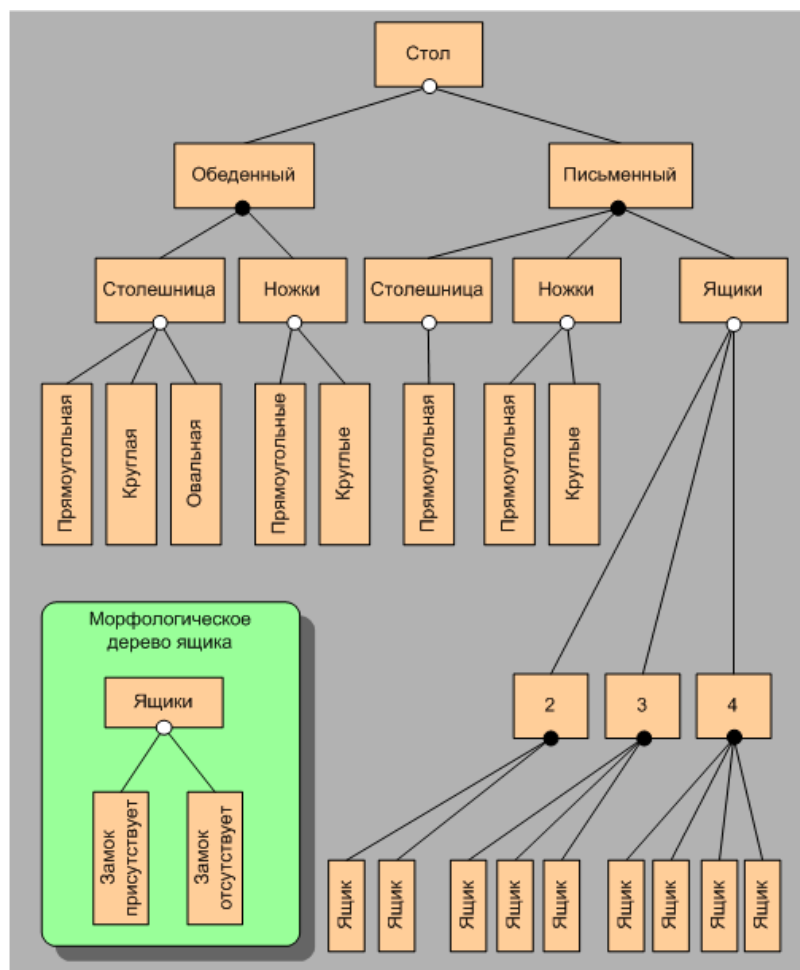 Стол
Обеденный
Письменный
Столешница
Ножки
Столешница
Ножки
Ящики
Прямоугольная
Круглая
Овальная
Прямоугольные
Круглые
Прямоугольная
Прямоугольная
Круглые
Морфологическое
дерево ящика
Ящики
Замок
присутствует
Замок
отсутствует
2
3
4
Ящик
Ящик
Ящик
Ящик
Ящик
Ящик
Ящик
Ящик
Ящик